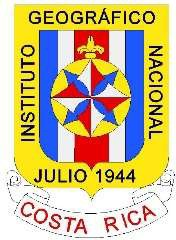 INSTITUTO
GEOGRÁFICO
NACIONAL
JULIO 1944
COSTA RICA